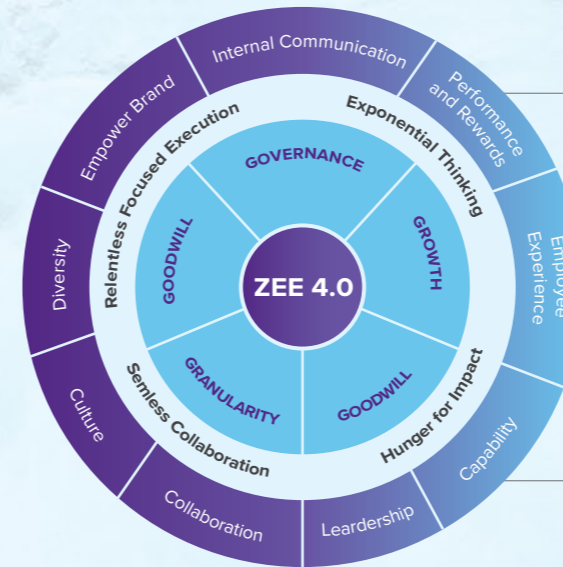 Internal Communication
Performance
and Rewards
Employee
Experience
Capability
Leardership
Collaboration
Culture
Diversity
Empower Brand
Relentless Focused Execution
Exponential Thinking
Hunger for Impact
Semless Collaboration
GOVERNANCE
GROWTH
GOODWILL
GRANULARITY
GOODWILL
ZEE 4.0